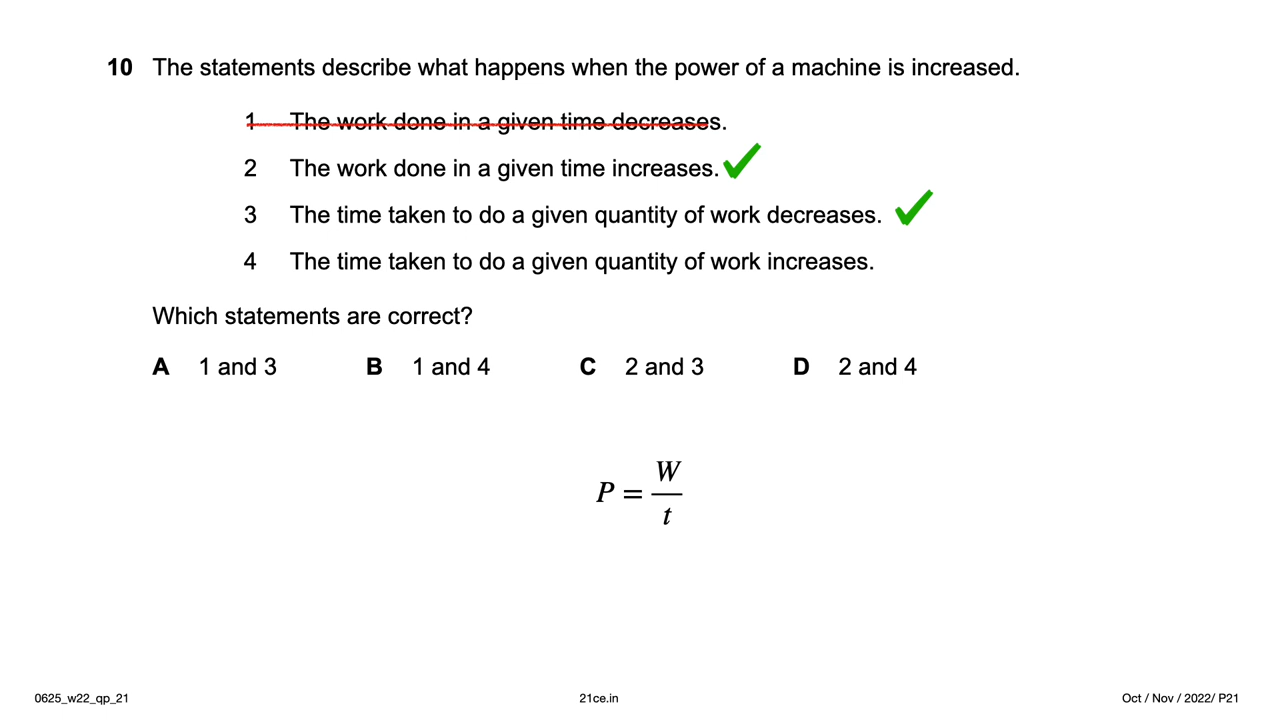 10 The statements describe what happens when the power of a machine is increased.
1 The work done in a given time decreases.
2 The work done in a given time increases.
3 The time taken to do a given quantity of work decreases.
4 The time taken to do a given quantity of work increases.
Which statements are correct?
A 1 and 3 B 1 and 4 C 2 and 3 D 2 and 4
P = W/t
0625_w22_qp_21 21ce.in Oct / Nov / 2022/ P21